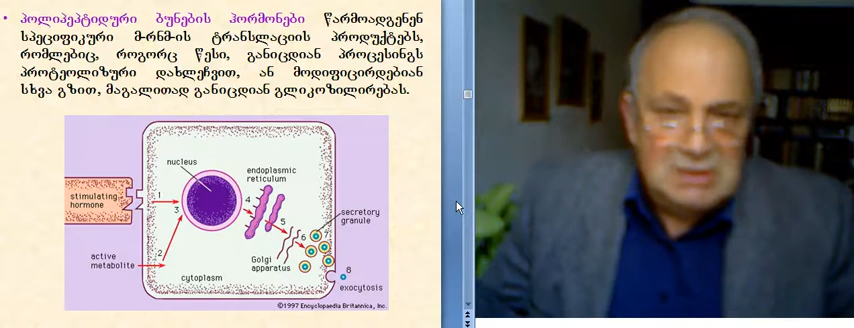 • პოლიპეპტიდური ბუნების ჰორმონები წარმოადგენენ
სპეციფიკური მ-რნმ-ის ტრანსლაციის პროდუქტებს,
რომლებიც, როგორც წესი, განიცდიან პროცესინგს
პროტეოლიზური დახლეჩვით, ან მოდიფიცირდებიან
სხვა გზით, მაგალითად განიცდიან გლიკოზილირებას.
nucleus
endoplasmic
reticulum
stimulating
hormone
1
3
4
5
secretory
granule
6
7
2
active
metabolite
Golgi
apparatus
cytoplasm
8
exocytosis
©1997 Encyclopaedia Britannica, Inc.